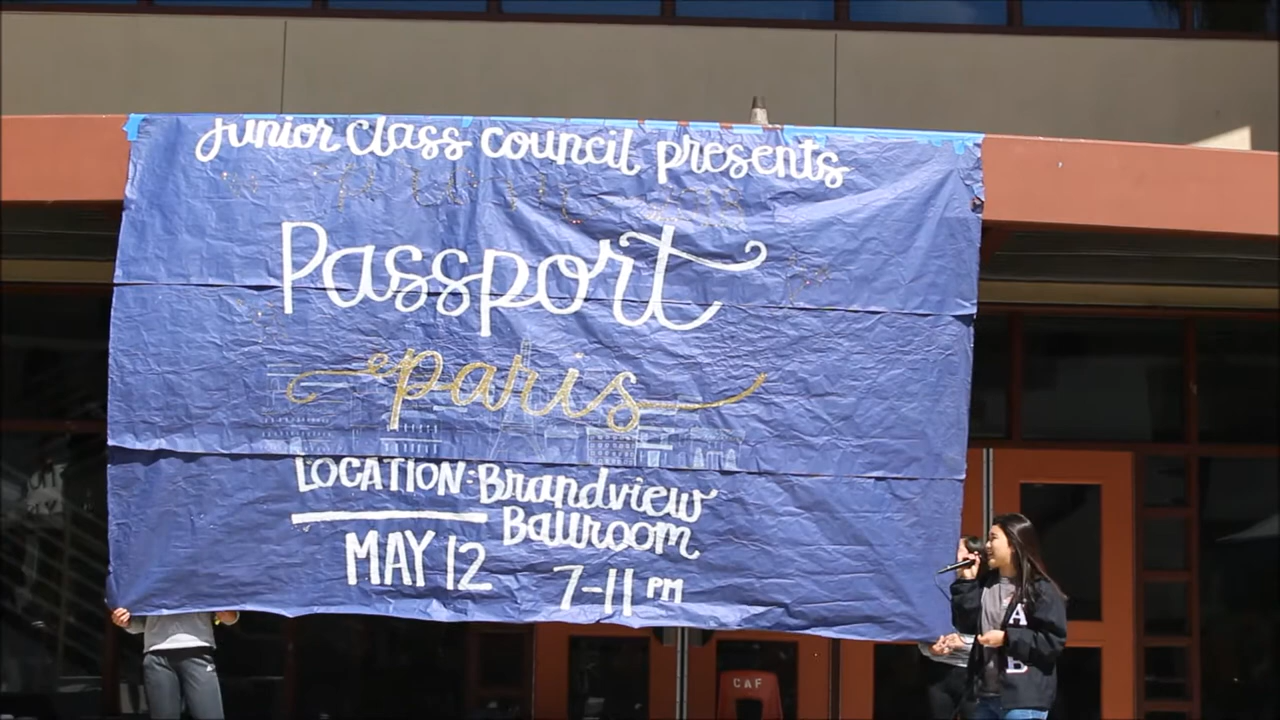 junior class council presents
Passport
paris
LOCATION: Brandview
Ballroom
MAY 12
7-11 PM
CAF
A
B